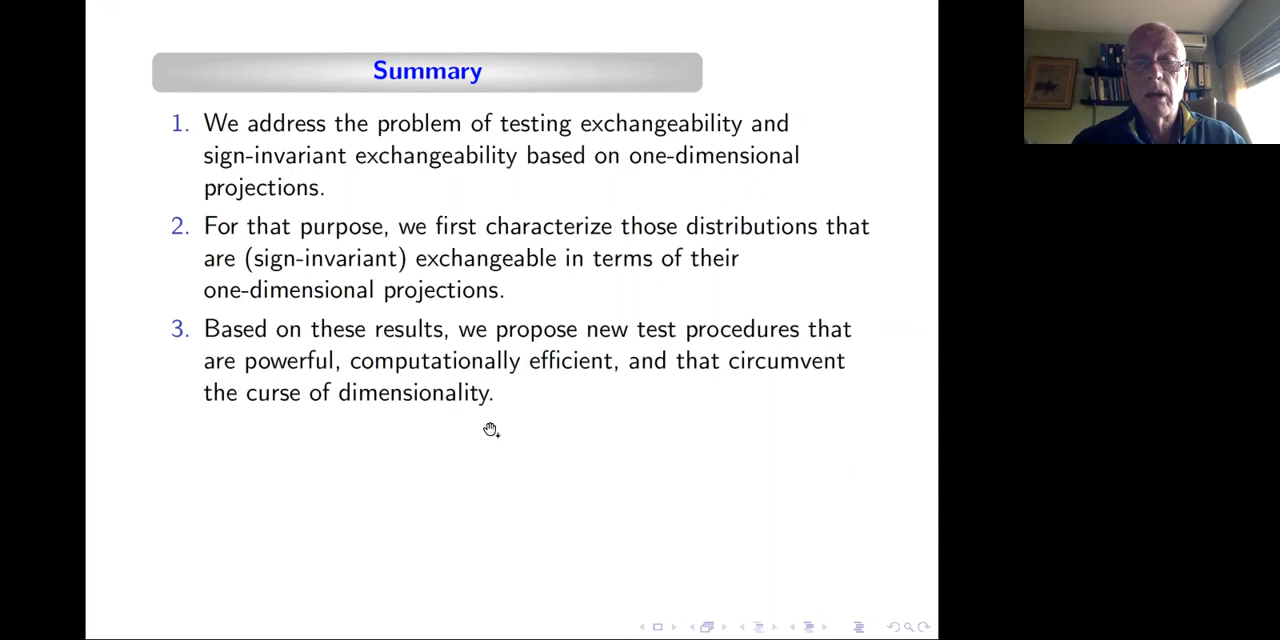 Summary
1. We address the problem of testing exchangeability and
sign-invariant exchangeability based on one-dimensional
projections.
2. For that purpose, we first characterize those distributions that
are (sign-invariant) exchangeable in terms of their
one-dimensional projections.
3. Based on these results, we propose new test procedures that
are powerful, computationally efficient, and that circumvent
the curse of dimensionality.